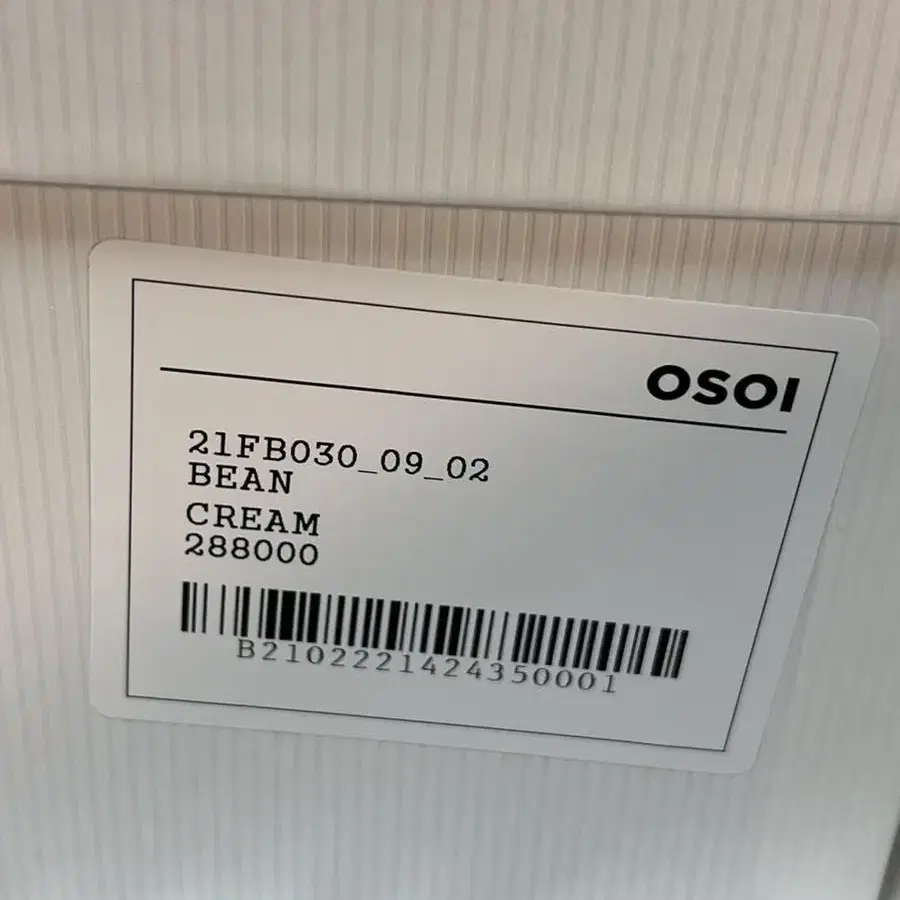 OSOI
21FB030_09_02
BEAN
CREAM
288000
B2102221424350001